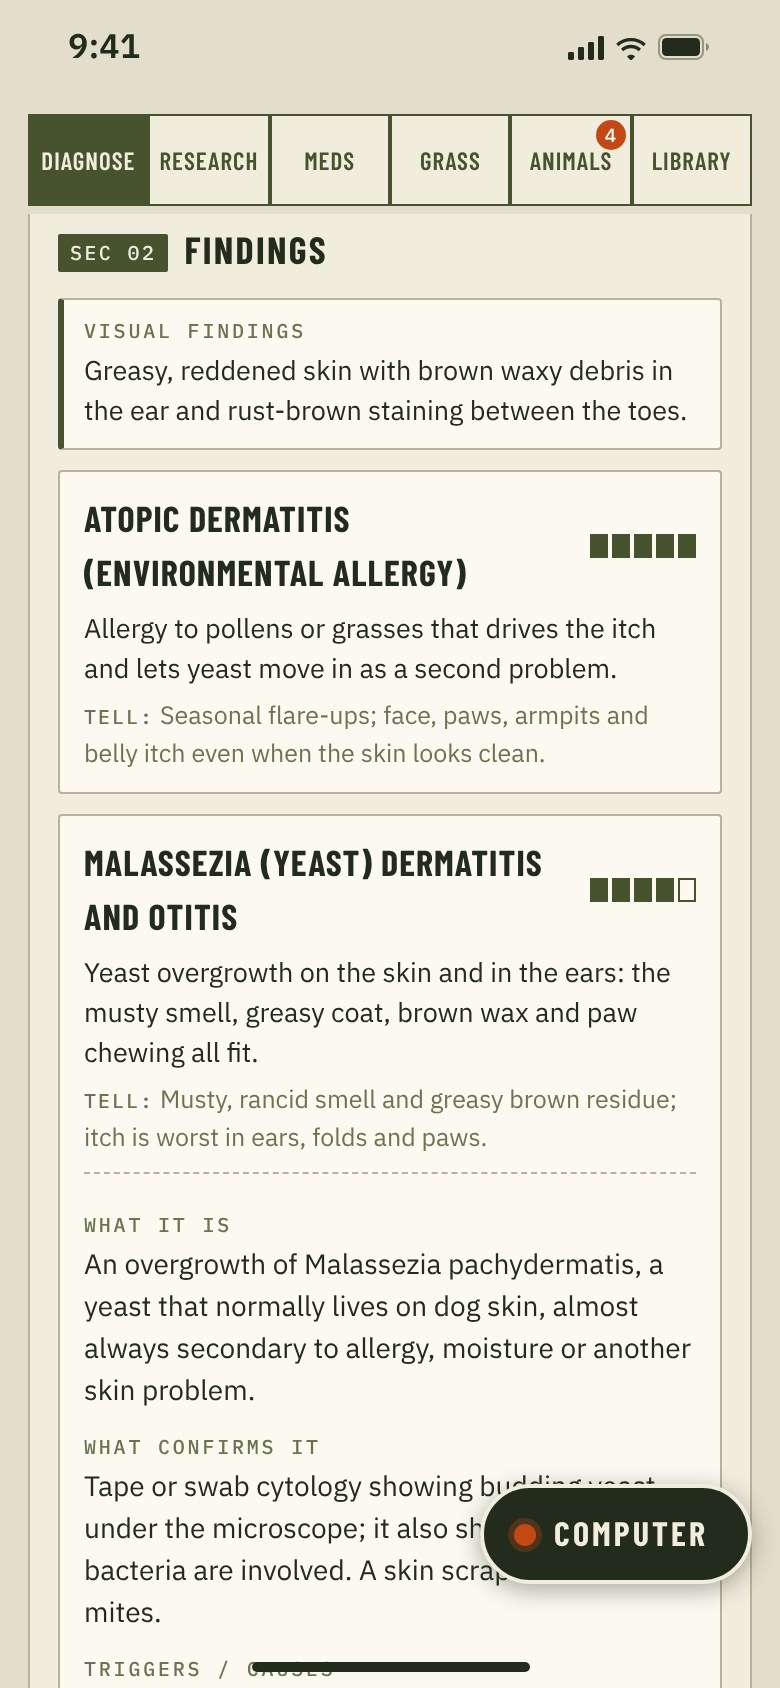 9:41
DIAGNOSE
RESEARCH
MEDS
GRASS
ANIMALS
4
LIBRARY
SEC 02 FINDINGS
VISUAL FINDINGS
Greasy, reddened skin with brown waxy debris in
the ear and rust-brown staining between the toes.
ATOPIC DERMATITIS
(ENVIRONMENTAL ALLERGY)
Allergy to pollens or grasses that drives the itch
and lets yeast move in as a second problem.
TELL: Seasonal flare-ups; face, paws, armpits and
belly itch even when the skin looks clean.
MALASSEZIA (YEAST) DERMATITIS
AND OTITIS
Yeast overgrowth on the skin and in the ears: the
musty smell, greasy coat, brown wax and paw
chewing all fit.
TELL: Musty, rancid smell and greasy brown residue;
itch is worst in ears, folds and paws.
WHAT IT IS
An overgrowth of Malassezia pachydermatis, a
yeast that normally lives on dog skin, almost
always secondary to allergy, moisture or another
skin problem.
WHAT CONFIRMS IT
Tape or swab cytology showing budding yeast
under the microscope; it also
bacteria are involved. A skin
mites.
COMPUTER
TRIGGERS / CAUSES